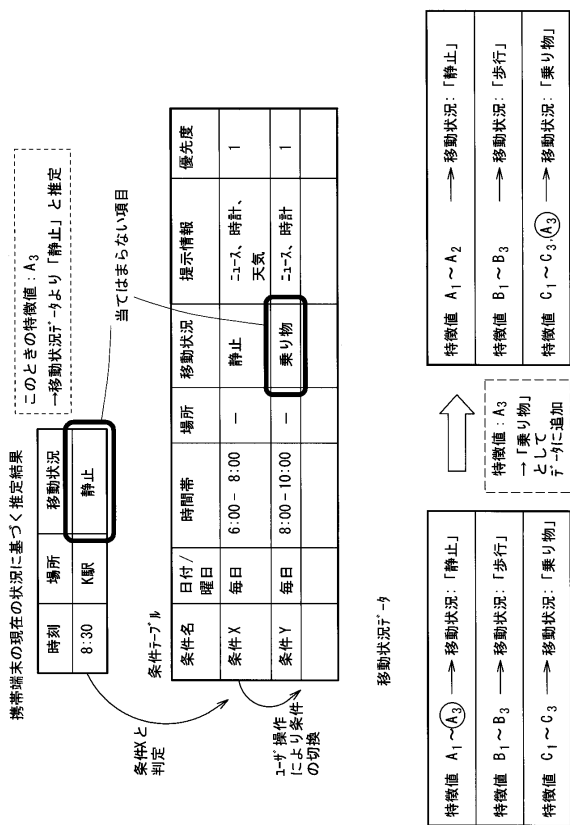 携帯端末の現在の状況に基づく推定結果
時刻 場所 移動状況
8:30 K駅 静止
このときの特徴値：A3
→移動状況ﾃﾞｰﾀより「静止」と推定
当てはまらない項目
条件Xと
判定
条件ﾃｰﾌﾞﾙ
条件名 日付/曜日 時間帯 場所 移動状況 提示情報 優先度
条件X 毎日 6:00- 8:00 － 静止 ﾆｭｰｽ、時計、天気 1
条件Y 毎日 8:00-10:00 － 乗り物 ﾆｭｰｽ、時計 1
ﾕｰｻﾞ操作
により条件
の切換
移動状況ﾃﾞｰﾀ
特徴値 A1～A3 → 移動状況：「静止」
特徴値 B1～B3 → 移動状況：「歩行」
特徴値 C1～C3 → 移動状況：「乗り物」
特徴値：A3
→「乗り物」
として
ﾃﾞｰﾀに追加
特徴値 A1～A2 → 移動状況：「静止」
特徴値 B1～B3 → 移動状況：「歩行」
特徴値 C1～C3,A3 → 移動状況：「乗り物」